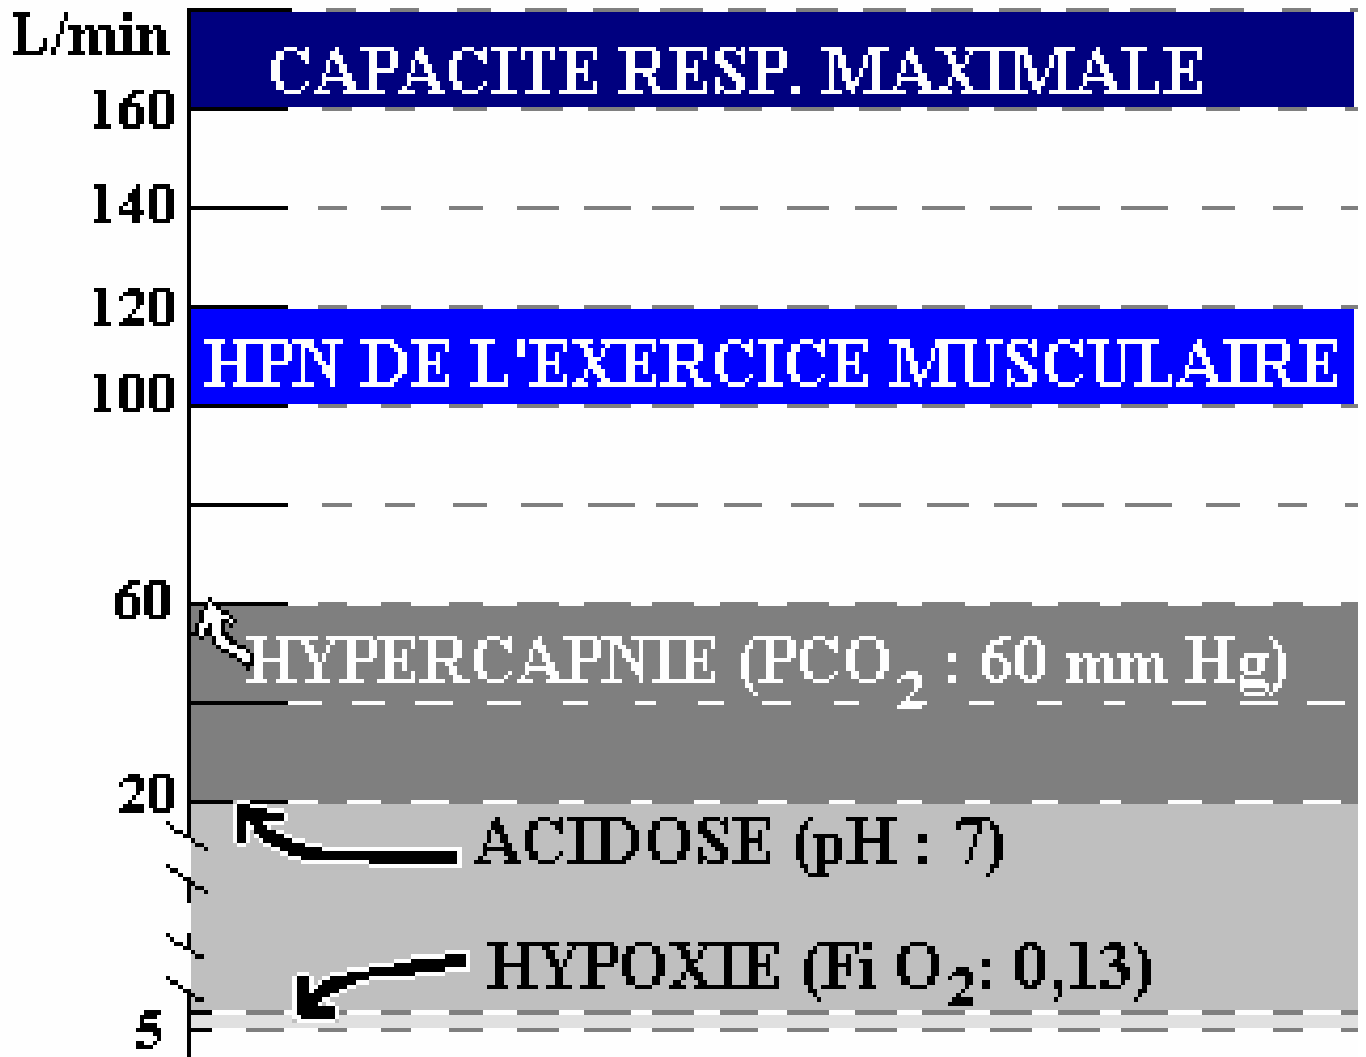 L/min
CAPACITE RESP. MAXIMALE
160
140
120
HPN DE L'EXERCICE MUSCULAIRE
100
60
HYPERCAPNIE (PCO₂ : 60 mm Hg)
20
ACIDOSE (pH : 7)
HYPOXIE (Fi O₂: 0,13)
5